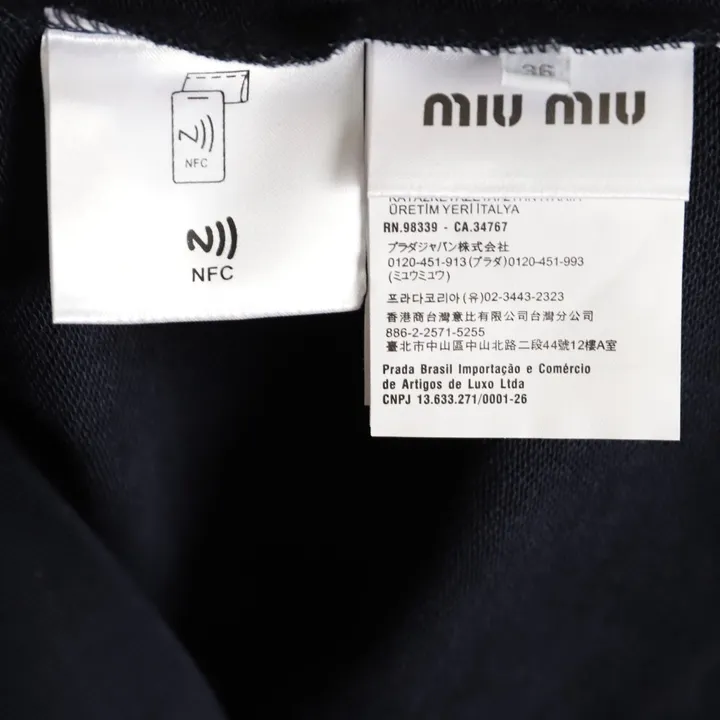 NFC
NFC
36
miu miu
ÜRETİM YERİ İTALYA
RN.98339 - CA.34767
プラダジャパン株式会社
0120-451-913(プラダ)0120-451-993
(ミュウミュウ)
프라다코리아(유)02-3443-2323
香港商台灣意比有限公司台灣分公司
886-2-2571-5255
臺北市中山區中山北路二段44號12樓A室
Prada Brasil Importação e Comércio
de Artigos de Luxo Ltda
CNPJ 13.633.271/0001-26